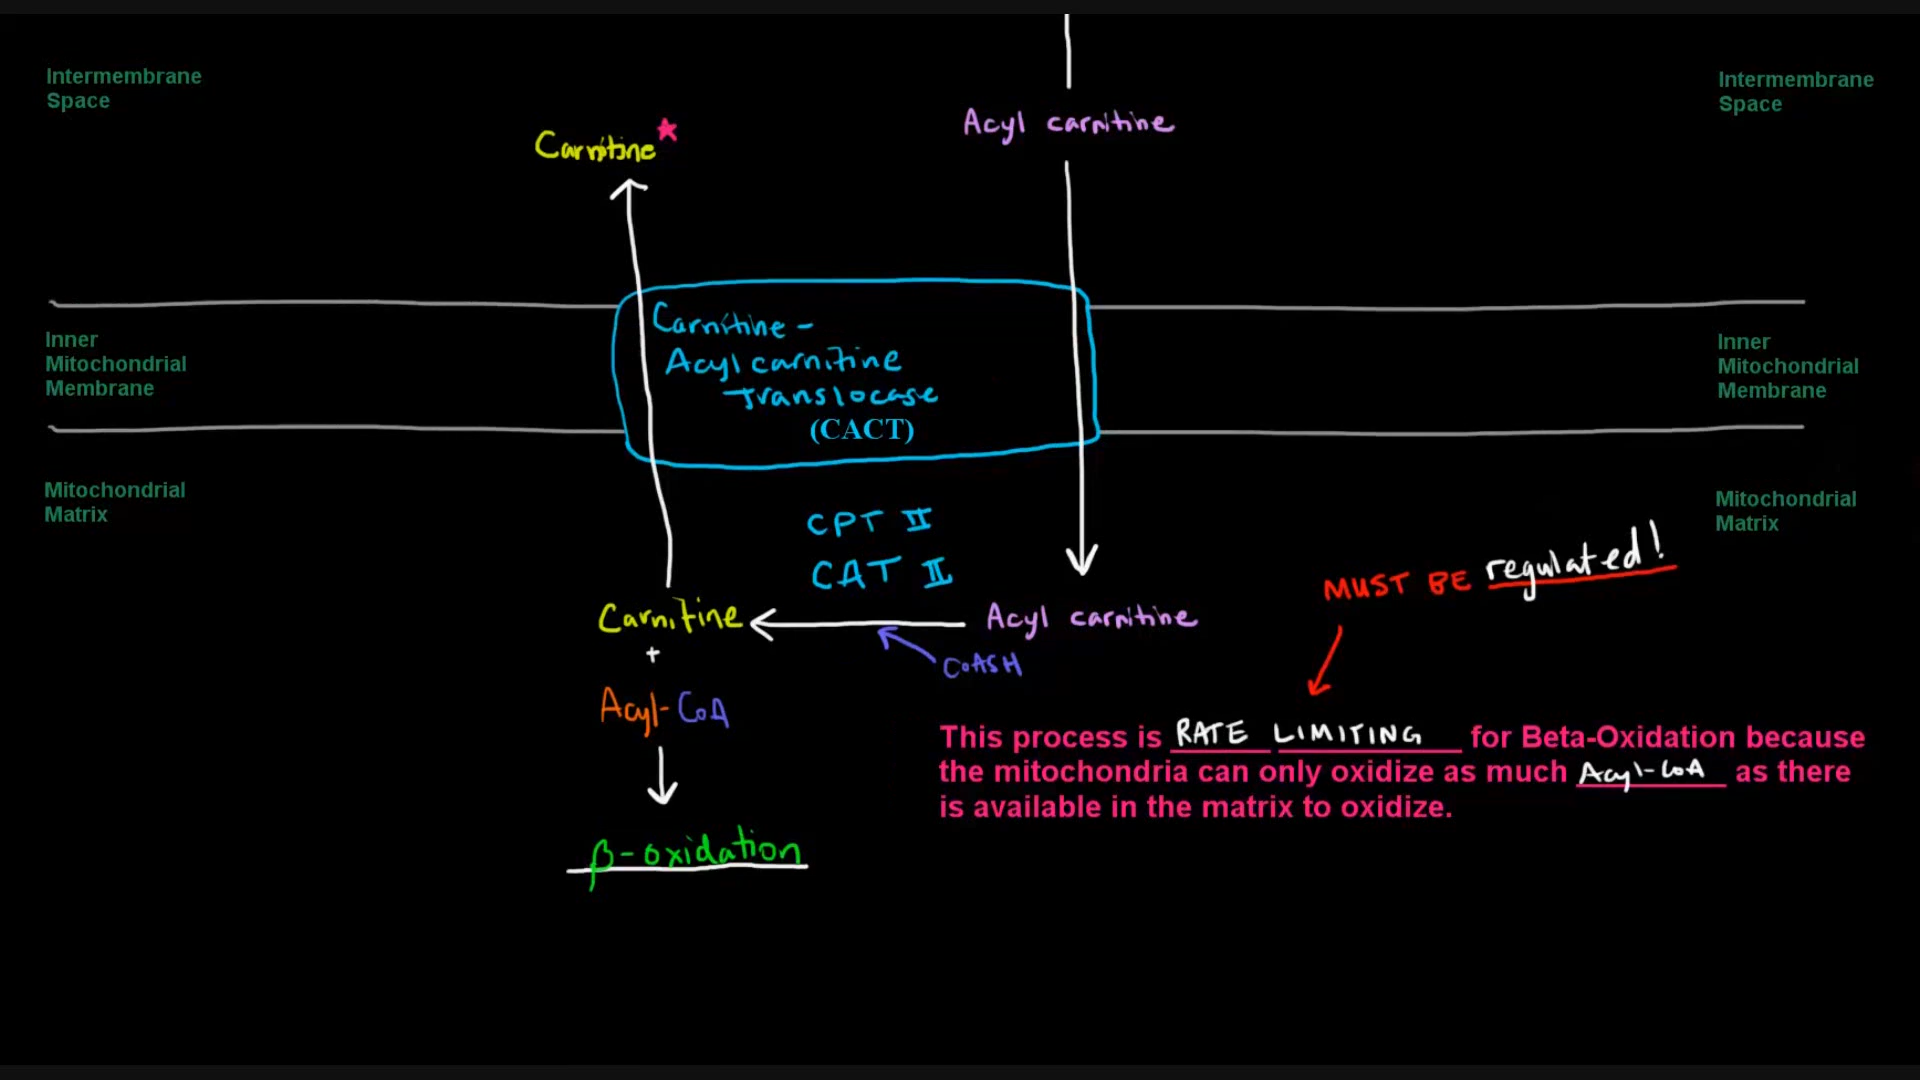 Intermembrane
Space
Intermembrane
Space
Acyl carnitine
Carnitine*
Carnitine-
Acyl carnitine
Translocase
(CACT)
Inner
Mitochondrial
Membrane
Inner
Mitochondrial
Membrane
Mitochondrial
Matrix
Mitochondrial
Matrix
CPT II
CAT II
MUST BE regulated!
Carnitine
Acyl carnitine
+
CoASH
Acyl-CoA
This process is RATE LIMITING for Beta-Oxidation because
the mitochondria can only oxidize as much Acyl-CoA as there
is available in the matrix to oxidize.
β-oxidation